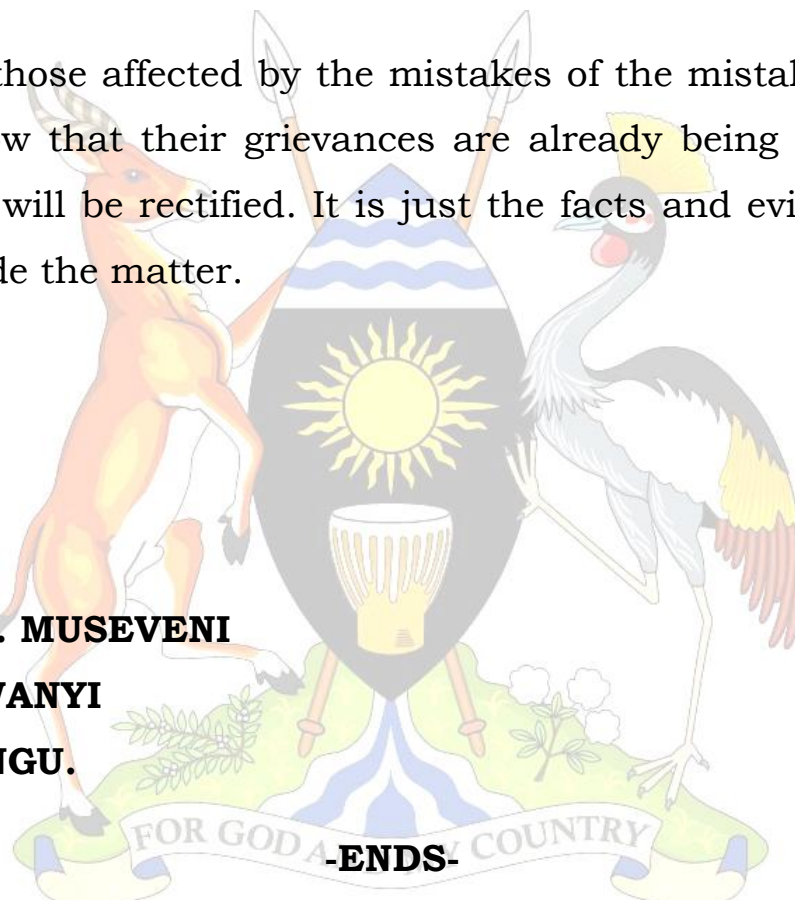 those affected by the mistakes of the
w that their grievances are already being
will be rectified. It is just the facts and evi
de the matter.
. MUSEVENI
VANYI
NGU.
FOR GOD A MY COUNTRY
-ENDS-